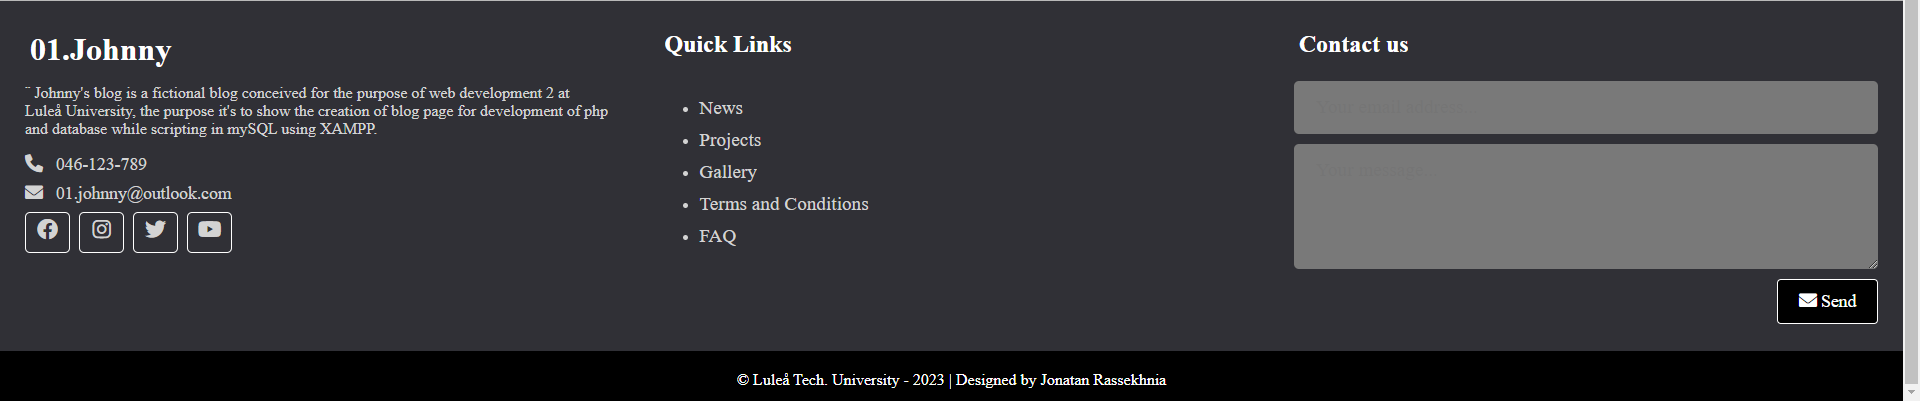 01.Johnny
¨ Johnny's blog is a fictional blog conceived for the purpose of web development 2 at
Luleå University, the purpose it's to show the creation of blog page for development of php
and database while scripting in mySQL using XAMPP.
046-123-789
01.johnny@outlook.com
Quick Links
News
Projects
Gallery
Terms and Conditions
FAQ
Contact us
Your email address...
Your message...
Send
© Luleå Tech. University - 2023 | Designed by Jonatan Rassekhnia